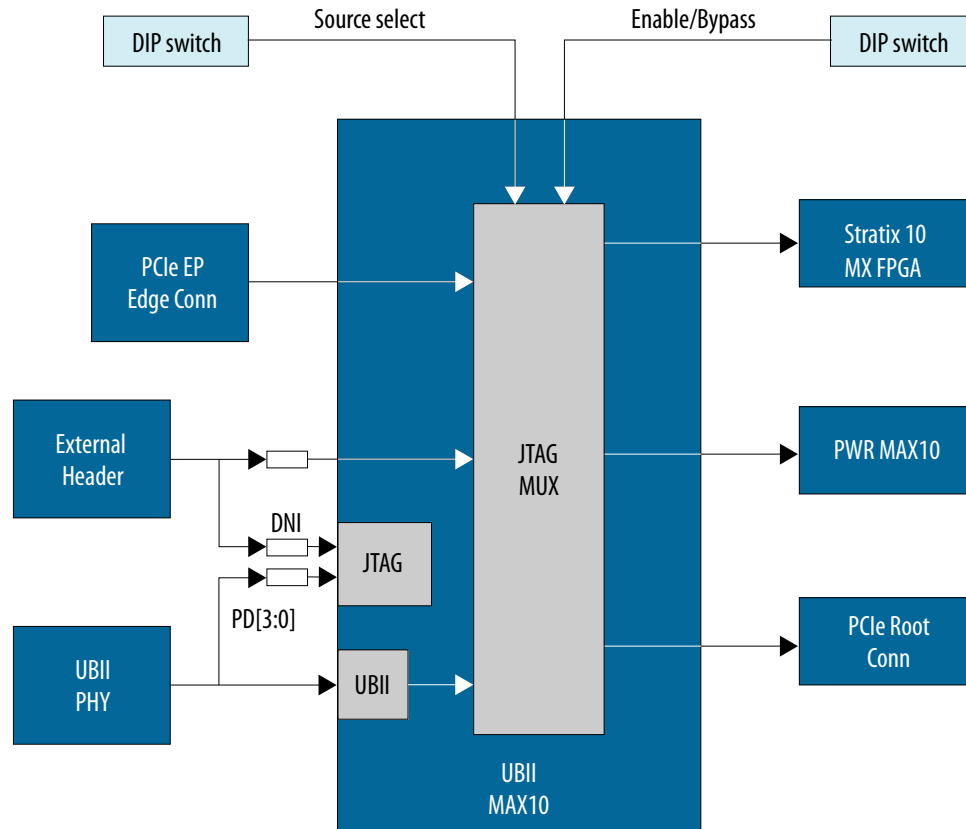 Source select
Enable/Bypass
DIP switch
DIP switch
PCIe EP
Edge Conn
Stratix 10
MX FPGA
External
Header
JTAG
MUX
PWR MAX10
DNI
JTAG
PD[3:0]
UBII
PHY
UBII
PCIe Root
Conn
UBII
MAX10